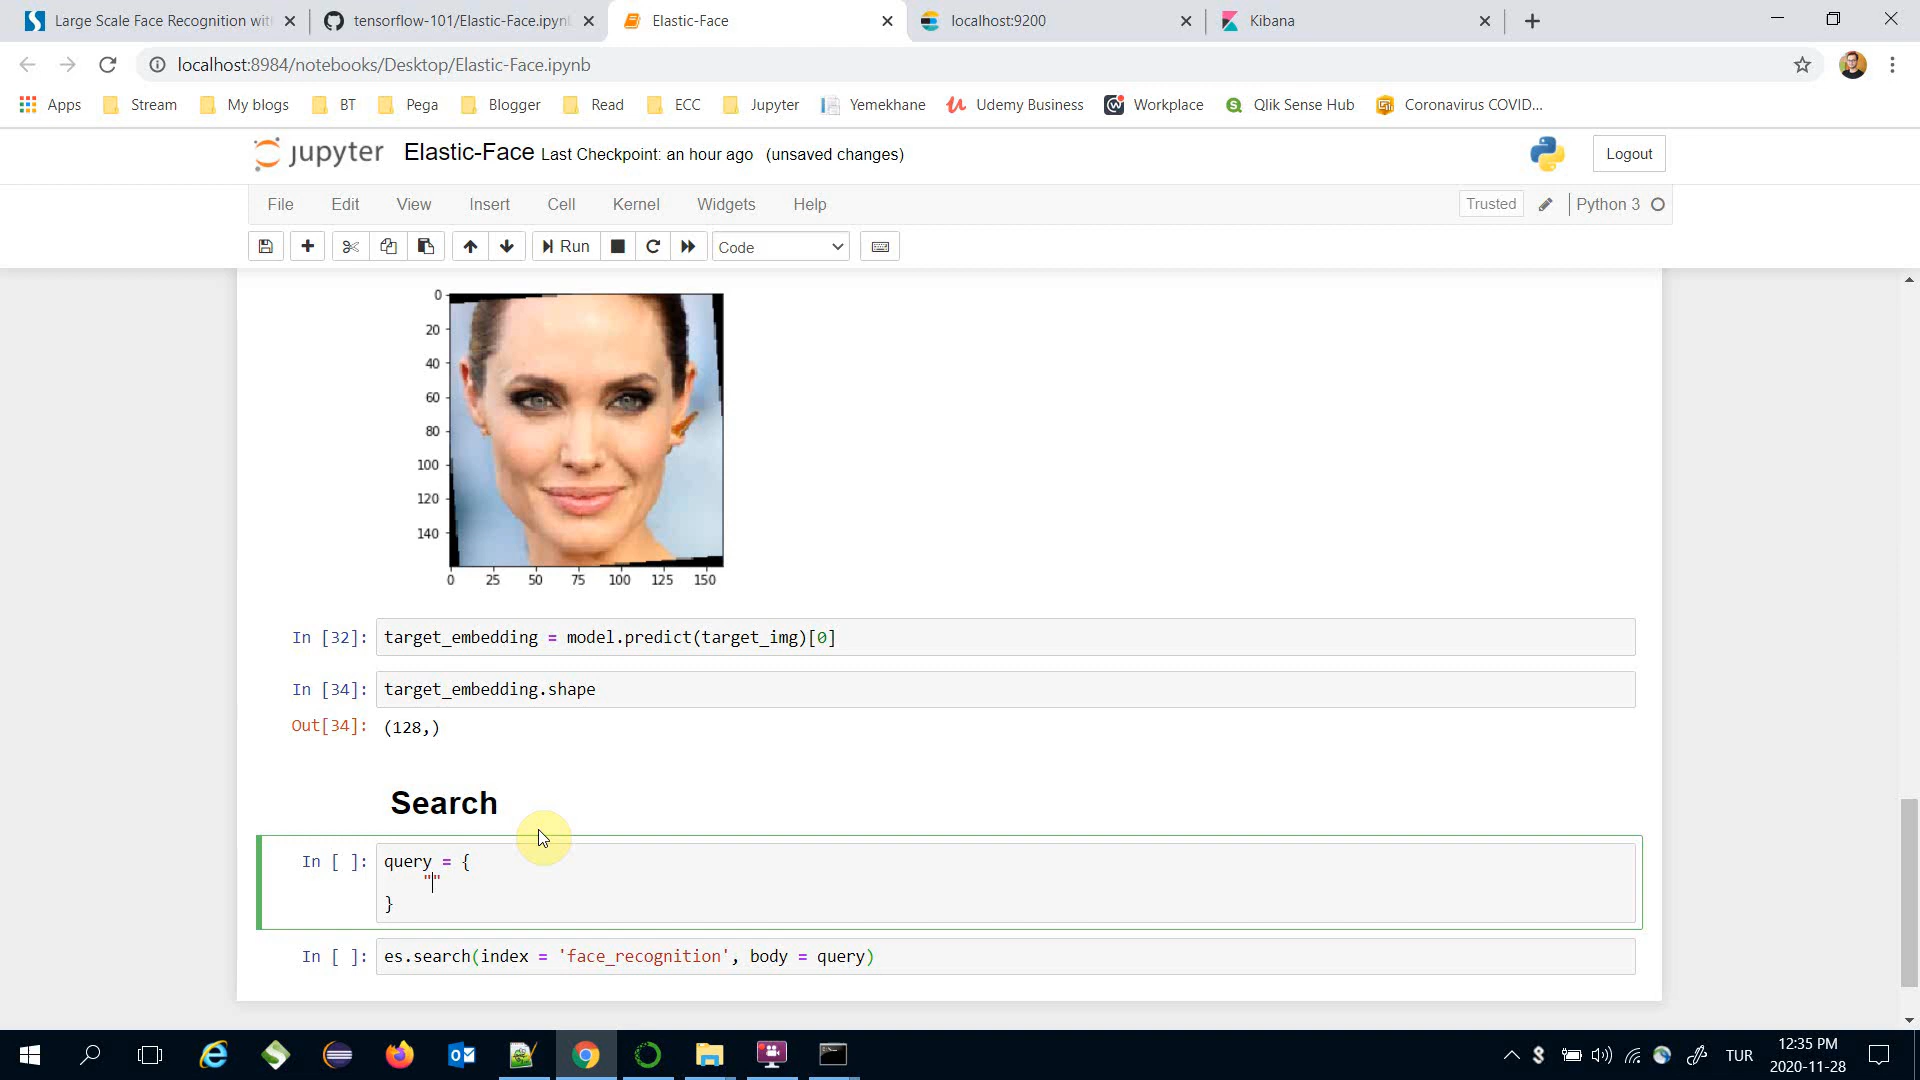 Large Scale Face Recognition wit
tensorflow-101/Elastic-Face.ipyn
Elastic-Face
localhost:9200
Kibana
localhost:8984/notebooks/Desktop/Elastic-Face.ipynb
Apps Stream My blogs BT Pega Blogger Read ECC Jupyter Yemekhane Udemy Business Workplace Qlik Sense Hub Coronavirus COVID...
jupyter Elastic-Face Last Checkpoint: an hour ago (unsaved changes)
Logout
File Edit View Insert Cell Kernel Widgets Help
Trusted Python 3
Run Code
0
20
40
60
80
100
120
140
0 25 50 75 100 125 150
In [32]: target_embedding = model.predict(target_img)[0]
In [34]: target_embedding.shape
Out[34]: (128,)
Search
In [ ]: query = {
""
}
In [ ]: es.search(index = 'face_recognition', body = query)
TUR
12:35 PM
2020-11-28